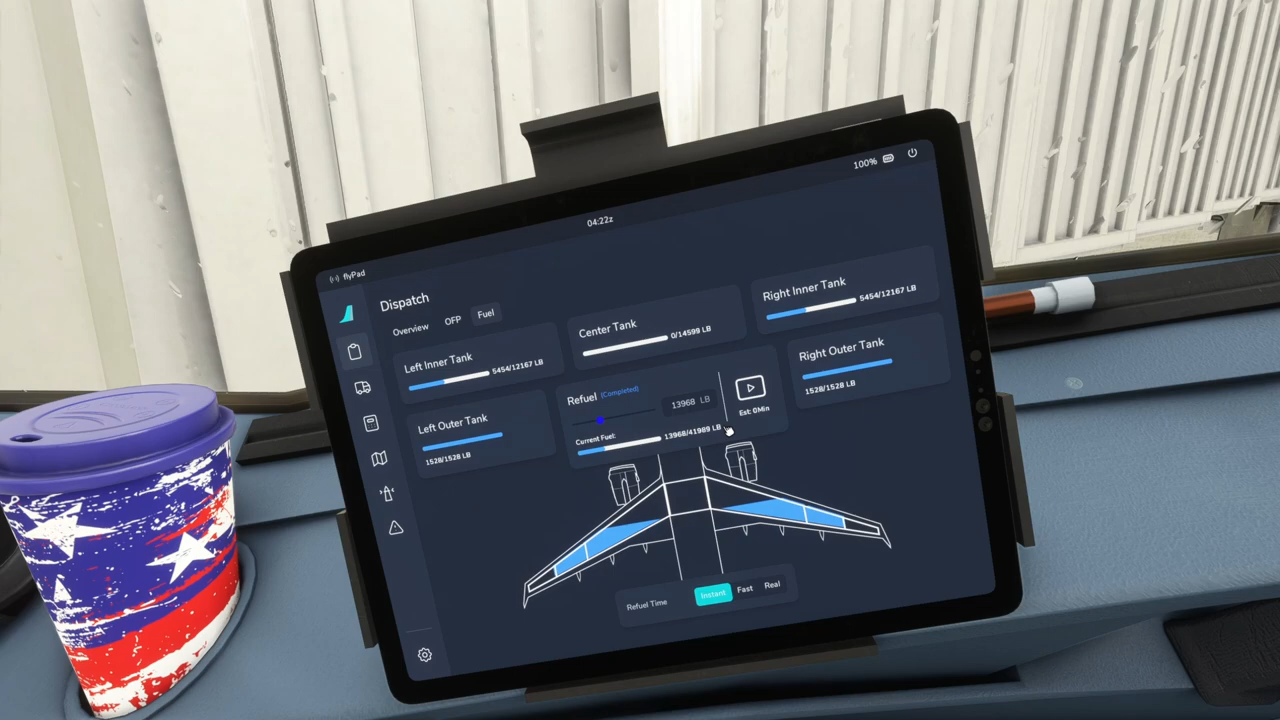 100%
04:22z
flyPad
Dispatch
Overview OFP Fuel
Left Inner Tank
5454/12167 LB
Center Tank
0/14599 LB
Right Inner Tank
5454/12167 LB
Left Outer Tank
1528/1528 LB
Refuel (Completed)
13968 LB
Current Fuel:
13968/41989 LB
Est: 0Min
Right Outer Tank
1528/1528 LB
Refuel Time Instant Fast Real